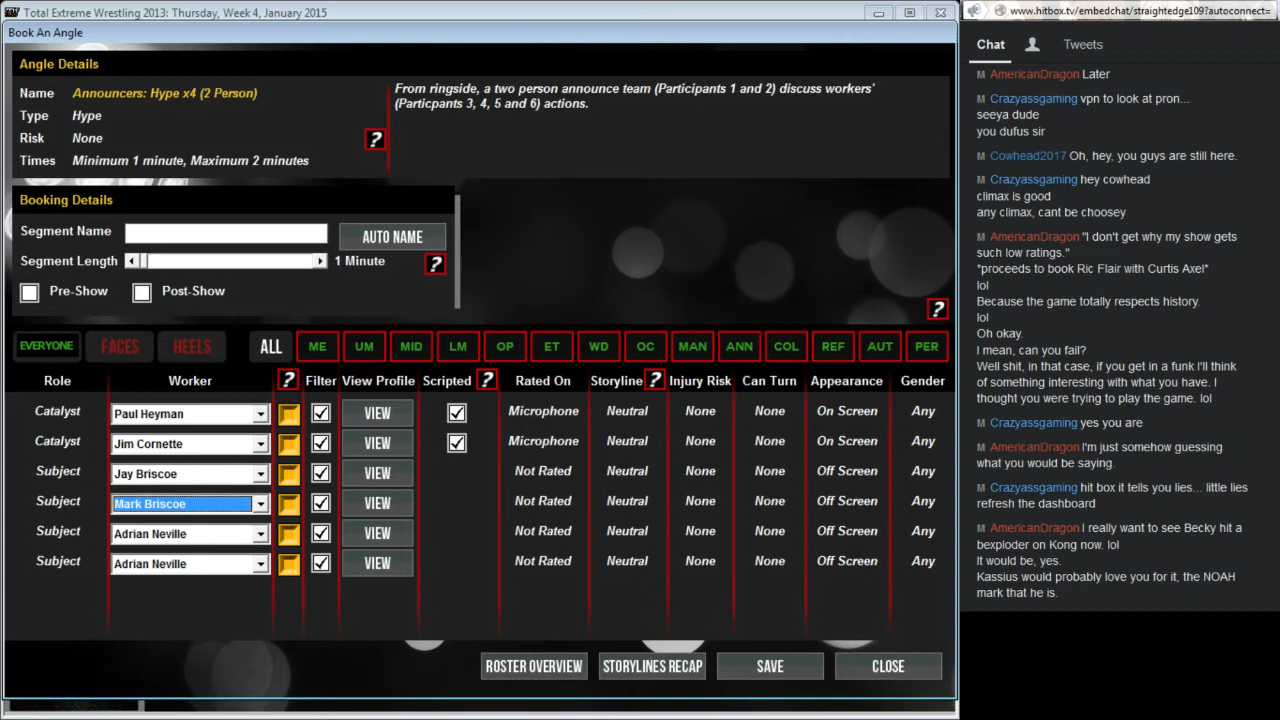 Total Extreme Wrestling 2013: Thursday, Week 4, January 2015
Book An Angle
Angle Details
Name Announcers: Hype x4 (2 Person)
Type Hype
Risk None
Times Minimum 1 minute, Maximum 2 minutes
?
From ringside, a two person announce team (Participants 1 and 2) discuss workers'
(Particpants 3, 4, 5 and 6) actions.
Booking Details
Segment Name AUTO NAME
Segment Length 1 Minute ?
Pre-Show Post-Show
?
EVERYONE FACES HEELS ALL ME UM MID LM OP ET WD OC MAN ANN COL REF AUT PER
Role Worker ? Filter View Profile Scripted ? Rated On Storyline ? Injury Risk Can Turn Appearance Gender
Catalyst Paul Heyman VIEW Microphone Neutral None None On Screen Any
Catalyst Jim Cornette VIEW Microphone Neutral None None On Screen Any
Subject Jay Briscoe VIEW Not Rated Neutral None None Off Screen Any
Subject Mark Briscoe VIEW Not Rated Neutral None None Off Screen Any
Subject Adrian Neville VIEW Not Rated Neutral None None Off Screen Any
Subject Adrian Neville VIEW Not Rated Neutral None None Off Screen Any
ROSTER OVERVIEW STORYLINES RECAP SAVE CLOSE
www.hitbox.tv/embedchat/straightedge109?autoconnect=
Chat Tweets
M AmericanDragon Later
M Crazyassgaming vpn to look at pron...
seeya dude
you dufus sir
M Cowhead2017 Oh, hey, you guys are still here.
M Crazyassgaming hey cowhead
climax is good
any climax, cant be choosey
M AmericanDragon "I don't get why my show gets
such low ratings."
*proceeds to book Ric Flair with Curtis Axel*
lol
Because the game totally respects history.
lol
Oh okay.
I mean, can you fail?
Well shit, in that case, if you get in a funk I'll think
of something interesting with what you have. I
thought you were trying to play the game. lol
M Crazyassgaming yes you are
M AmericanDragon I'm just somehow guessing
what you would be saying.
M Crazyassgaming hit box it tells you lies... little lies
refresh the dashboard
M AmericanDragon I really want to see Becky hit a
bexploder on Kong now. lol
It would be, yes.
Kassius would probably love you for it, the NOAH
mark that he is.